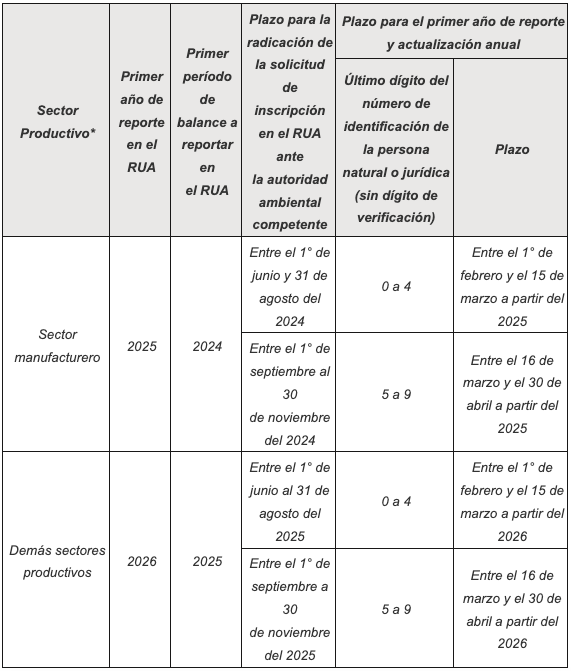 Sector
Productivo*
Primer
año de
reporte
en el
RUA
Primer
período
de
balance a
reportar
en
el RUA
Plazo para la
radicación de
la solicitud
de
inscripción
en el RUA
ante
la autoridad
ambiental
competente
Plazo para el primer año de reporte
y actualización anual
Último dígito del
número de
identificación de
la persona
natural o jurídica
(sin dígito de
verificación)
Plazo
Sector
manufacturero
2025
2024
Entre el 1° de
junio y 31 de
agosto del
2024
0 a 4
Entre el 1° de
febrero y el 15 de
marzo a partir del
2025
Entre el 1° de
septiembre al
30
de noviembre
del 2024
5 a 9
Entre el 16 de
marzo y el 30 de
abril a partir del
2025
Demás sectores
productivos
2026
2025
Entre el 1° de
junio al 31 de
agosto del
2025
0 a 4
Entre el 1° de
febrero y el 15 de
marzo a partir del
2026
Entre el 1° de
septiembre a
30
de noviembre
del 2025
5 a 9
Entre el 16 de
marzo y el 30 de
abril a partir del
2026